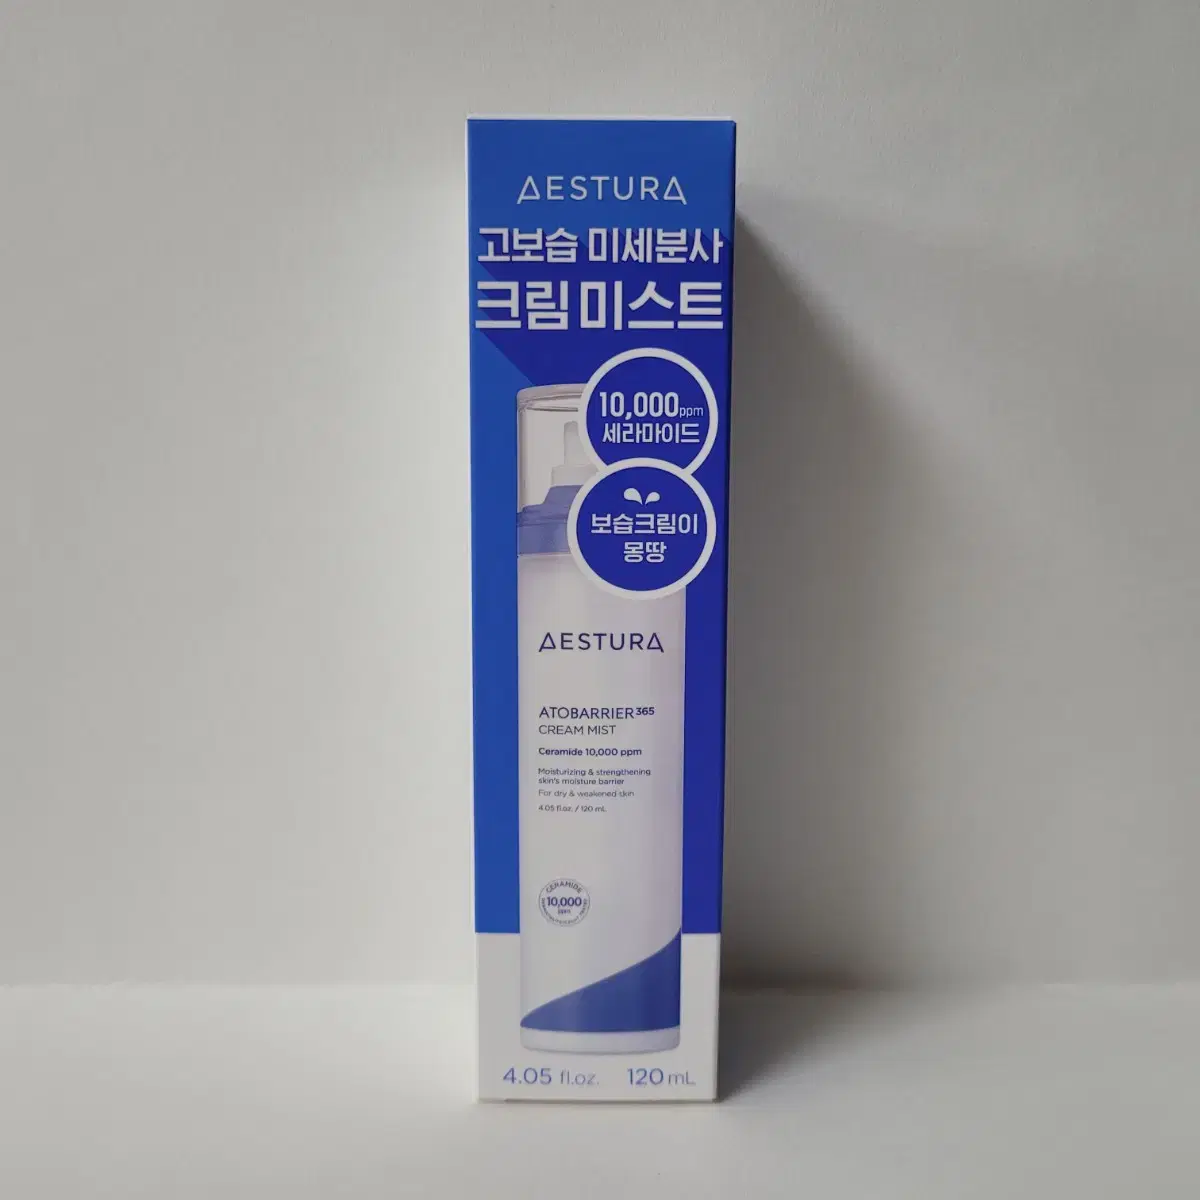 AESTURA
고보습 미세분사
크림미스트
10,000ppm
세라마이드
보습크림이
몽땅
AESTURA
ATOBARRIER365
CREAM MIST
Ceramide 10,000 ppm
Moisturizing & strengthening
skin's moisture barrier
For dry & weakened skin
4.05 fl.oz. / 120 mL
CERAMIDE
10,000
ppm
4.05 fl.oz. 120 mL